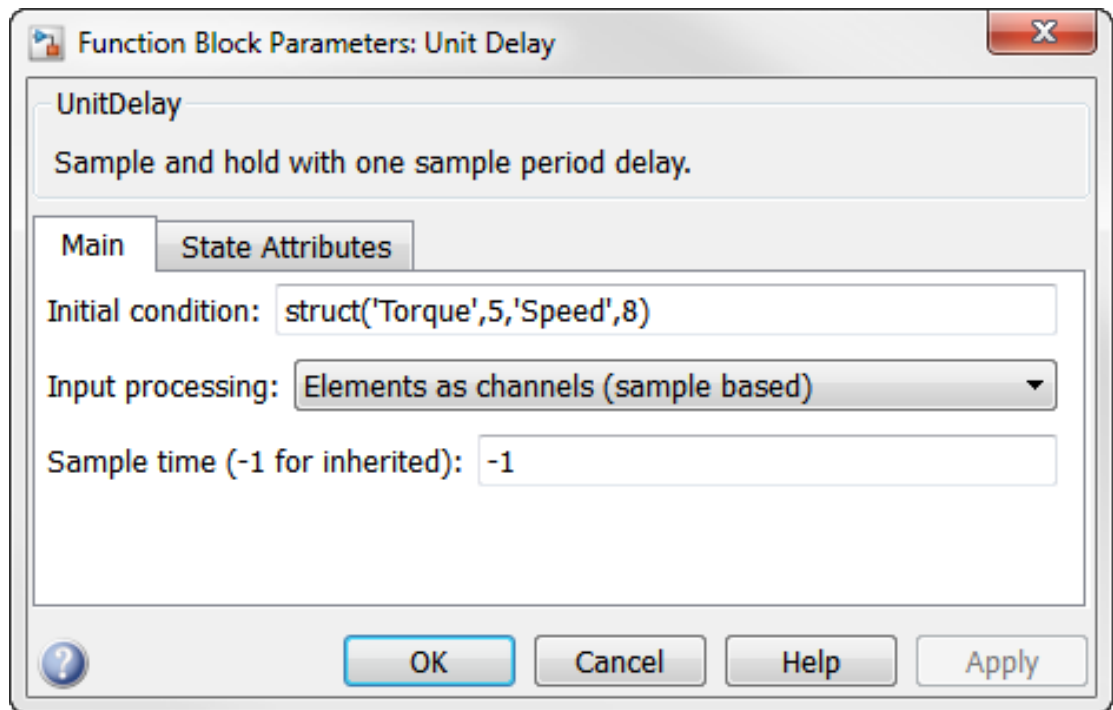 Function Block Parameters: Unit Delay
UnitDelay
Sample and hold with one sample period delay.
Main State Attributes
Initial condition: struct('Torque',5,'Speed',8)
Input processing: Elements as channels (sample based)
Sample time (-1 for inherited): -1
OK Cancel Help Apply